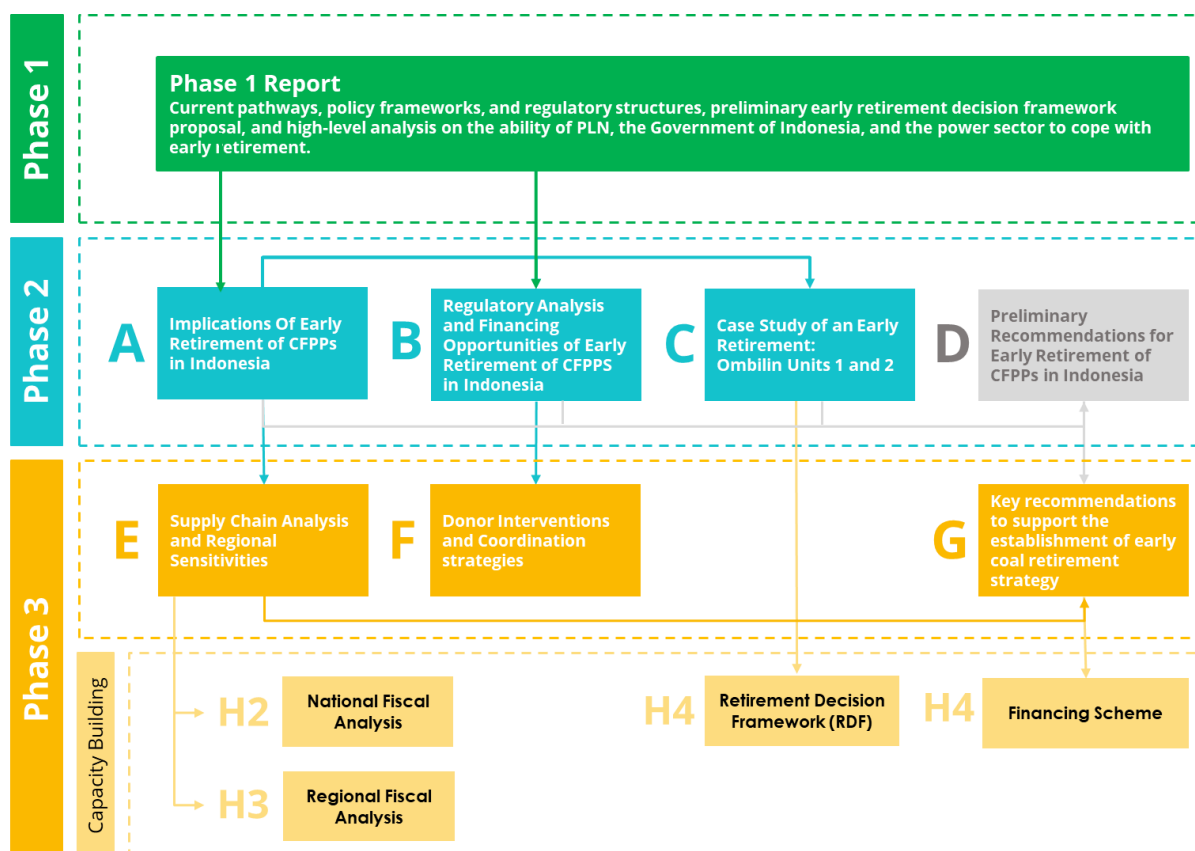 Phase 1
Phase 1 Report
Current pathways, policy frameworks, and regulatory structures, preliminary early retirement decision framework
proposal, and high-level analysis on the ability of PLN, the Government of Indonesia, and the power sector to cope with
early retirement.
Phase 2
A
Implications Of Early
Retirement of CFPPs
in Indonesia
B
Regulatory Analysis
and Financing
Opportunities of Early
Retirement of CFPPS
in Indonesia
C
Case Study of an Early
Retirement:
Ombilin Units 1 and 2
D
Preliminary
Recommendations for
Early Retirement of
CFPPs in Indonesia
Phase 3
E
Supply Chain Analysis
and Regional
Sensitivities
F
Donor Interventions
and Coordination
strategies
G
Key recommendations
to support the
establishment of early
coal retirement
strategy
Capacity Building
H2
National Fiscal
Analysis
H3
Regional Fiscal
Analysis
H4
Retirement Decision
Framework (RDF)
H4
Financing Scheme